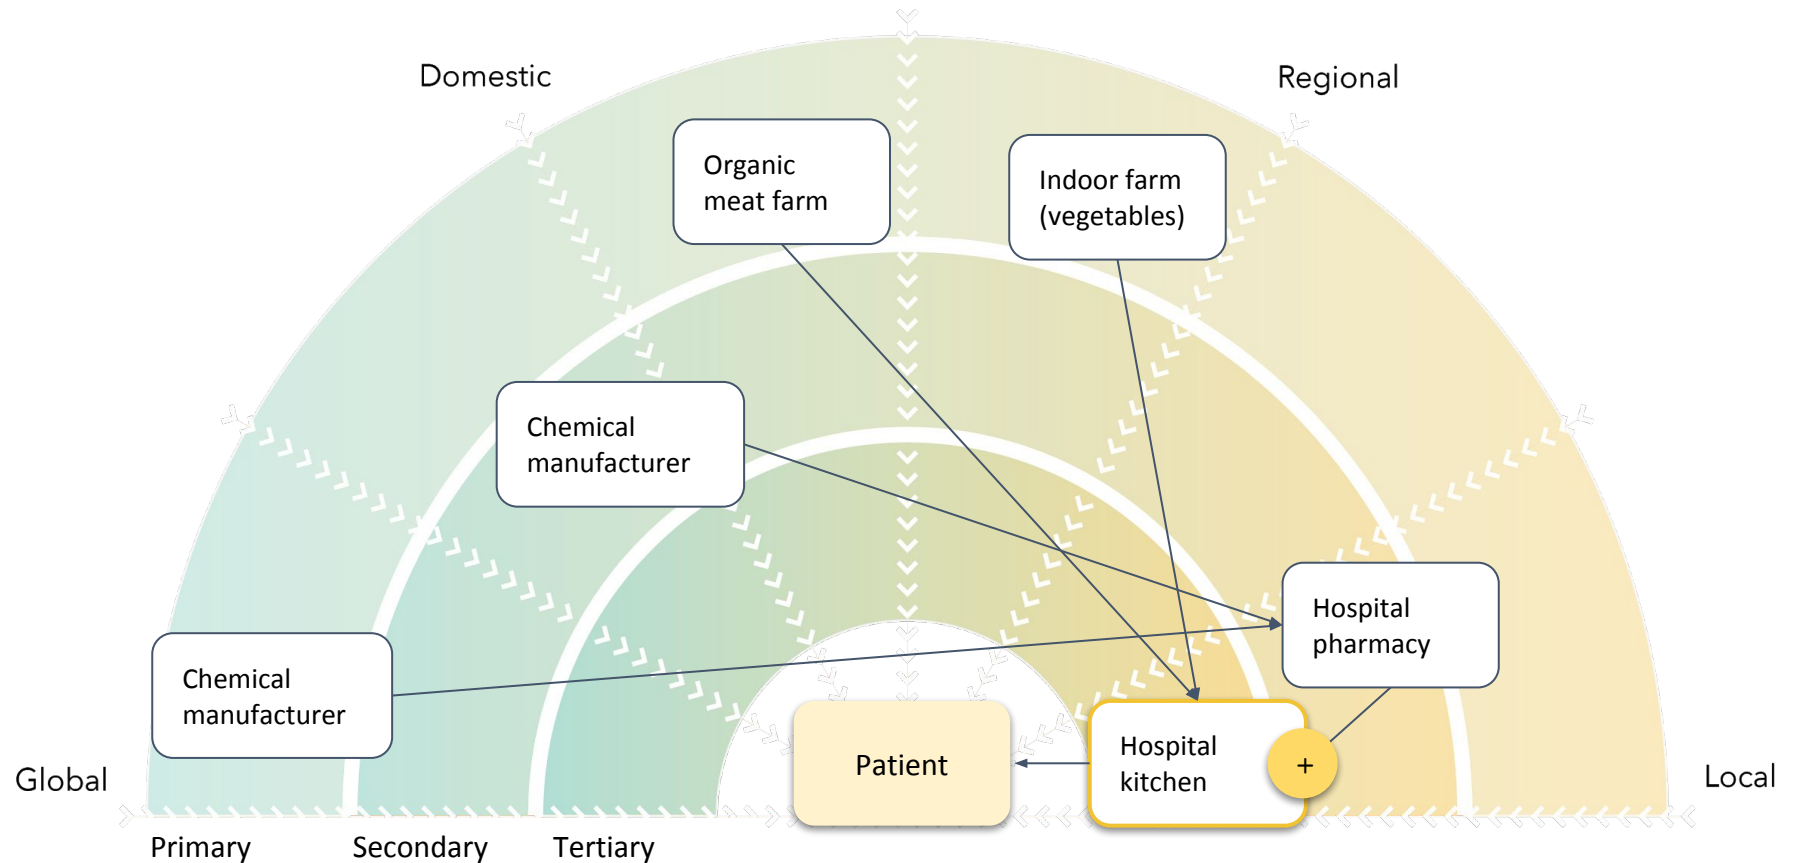 Domestic
Regional
Organic
meat farm
Indoor farm
(vegetables)
Chemical
manufacturer
Hospital
pharmacy
Chemical
manufacturer
Patient
Hospital
kitchen
+
Global
Local
Primary
Secondary
Tertiary